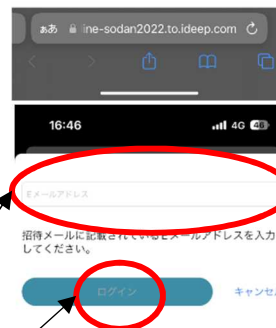 ああ ine-sodan2022.to.ideep.com
16:46 4G 46
Eメールアドレス
招待メールに記載されているEメールアドレスを入力
してください。
ログイン キャンセ